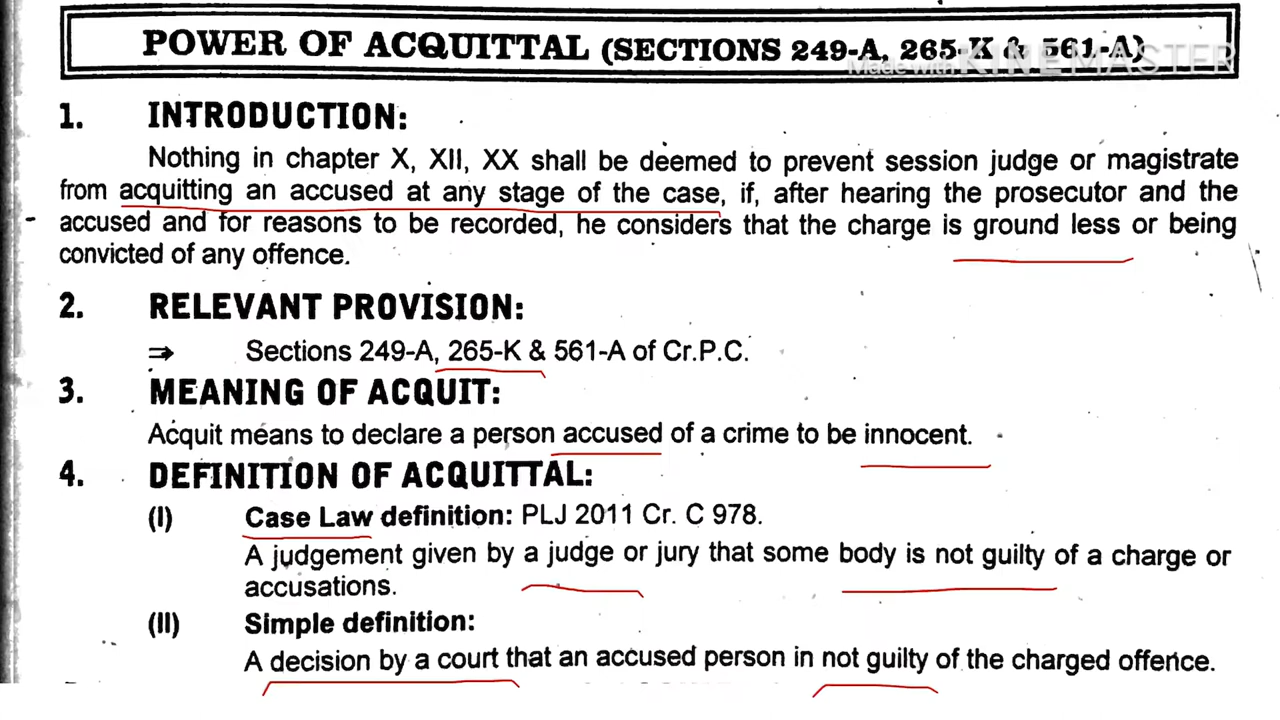 POWER OF ACQUITTAL (SECTIONS 249-A, 265-K & 561-A)
Made with KINEMASTER
1. INTRODUCTION:
Nothing in chapter X, XII, XX shall be deemed to prevent session judge or magistrate
from acquitting an accused at any stage of the case, if, after hearing the prosecutor and the
accused and for reasons to be recorded, he considers that the charge is ground less or being
convicted of any offence.
2. RELEVANT PROVISION:
⇒ Sections 249-A, 265-K & 561-A of Cr.P.C.
3. MEANING OF ACQUIT:
Acquit means to declare a person accused of a crime to be innocent.
4. DEFINITION OF ACQUITTAL:
(I) Case Law definition: PLJ 2011 Cr. C 978.
A judgement given by a judge or jury that some body is not guilty of a charge or
accusations.
(II) Simple definition:
A decision by a court that an accused person in not guilty of the charged offence.